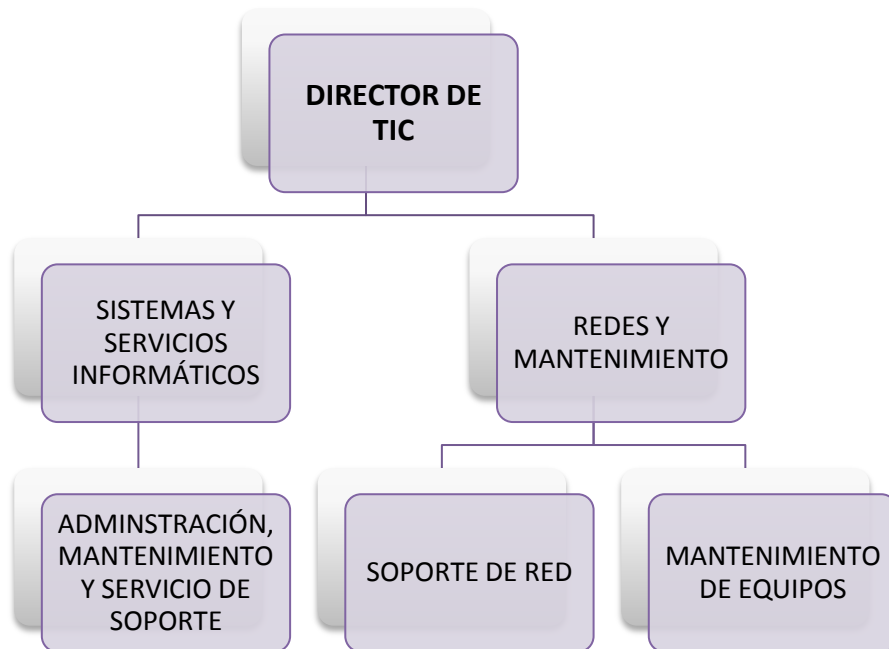 DIRECTOR DE
TIC
SISTEMAS Y
SERVICIOS
INFORMÁTICOS
REDES Y
MANTENIMIENTO
ADMINSTRACIÓN,
MANTENIMIENTO
Y SERVICIO DE
SOPORTE
SOPORTE DE RED
MANTENIMIENTO
DE EQUIPOS